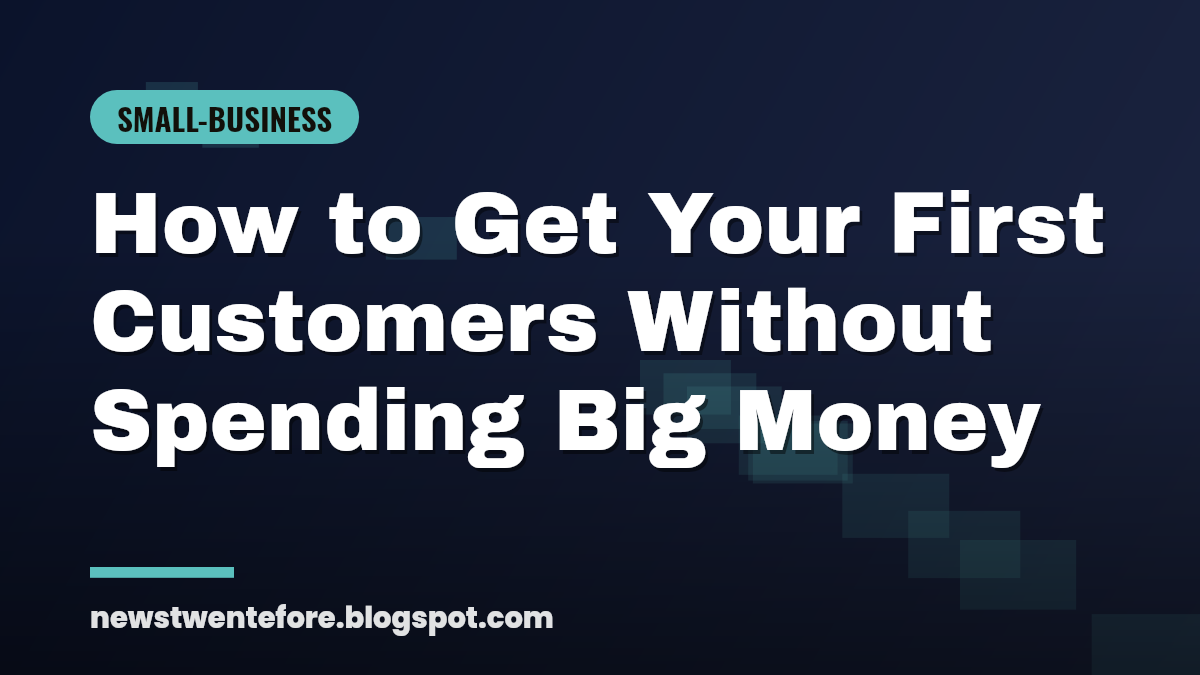 SMALL-BUSINESS
How to Get Your First
Customers Without
Spending Big Money
newstwentefore.blogspot.com